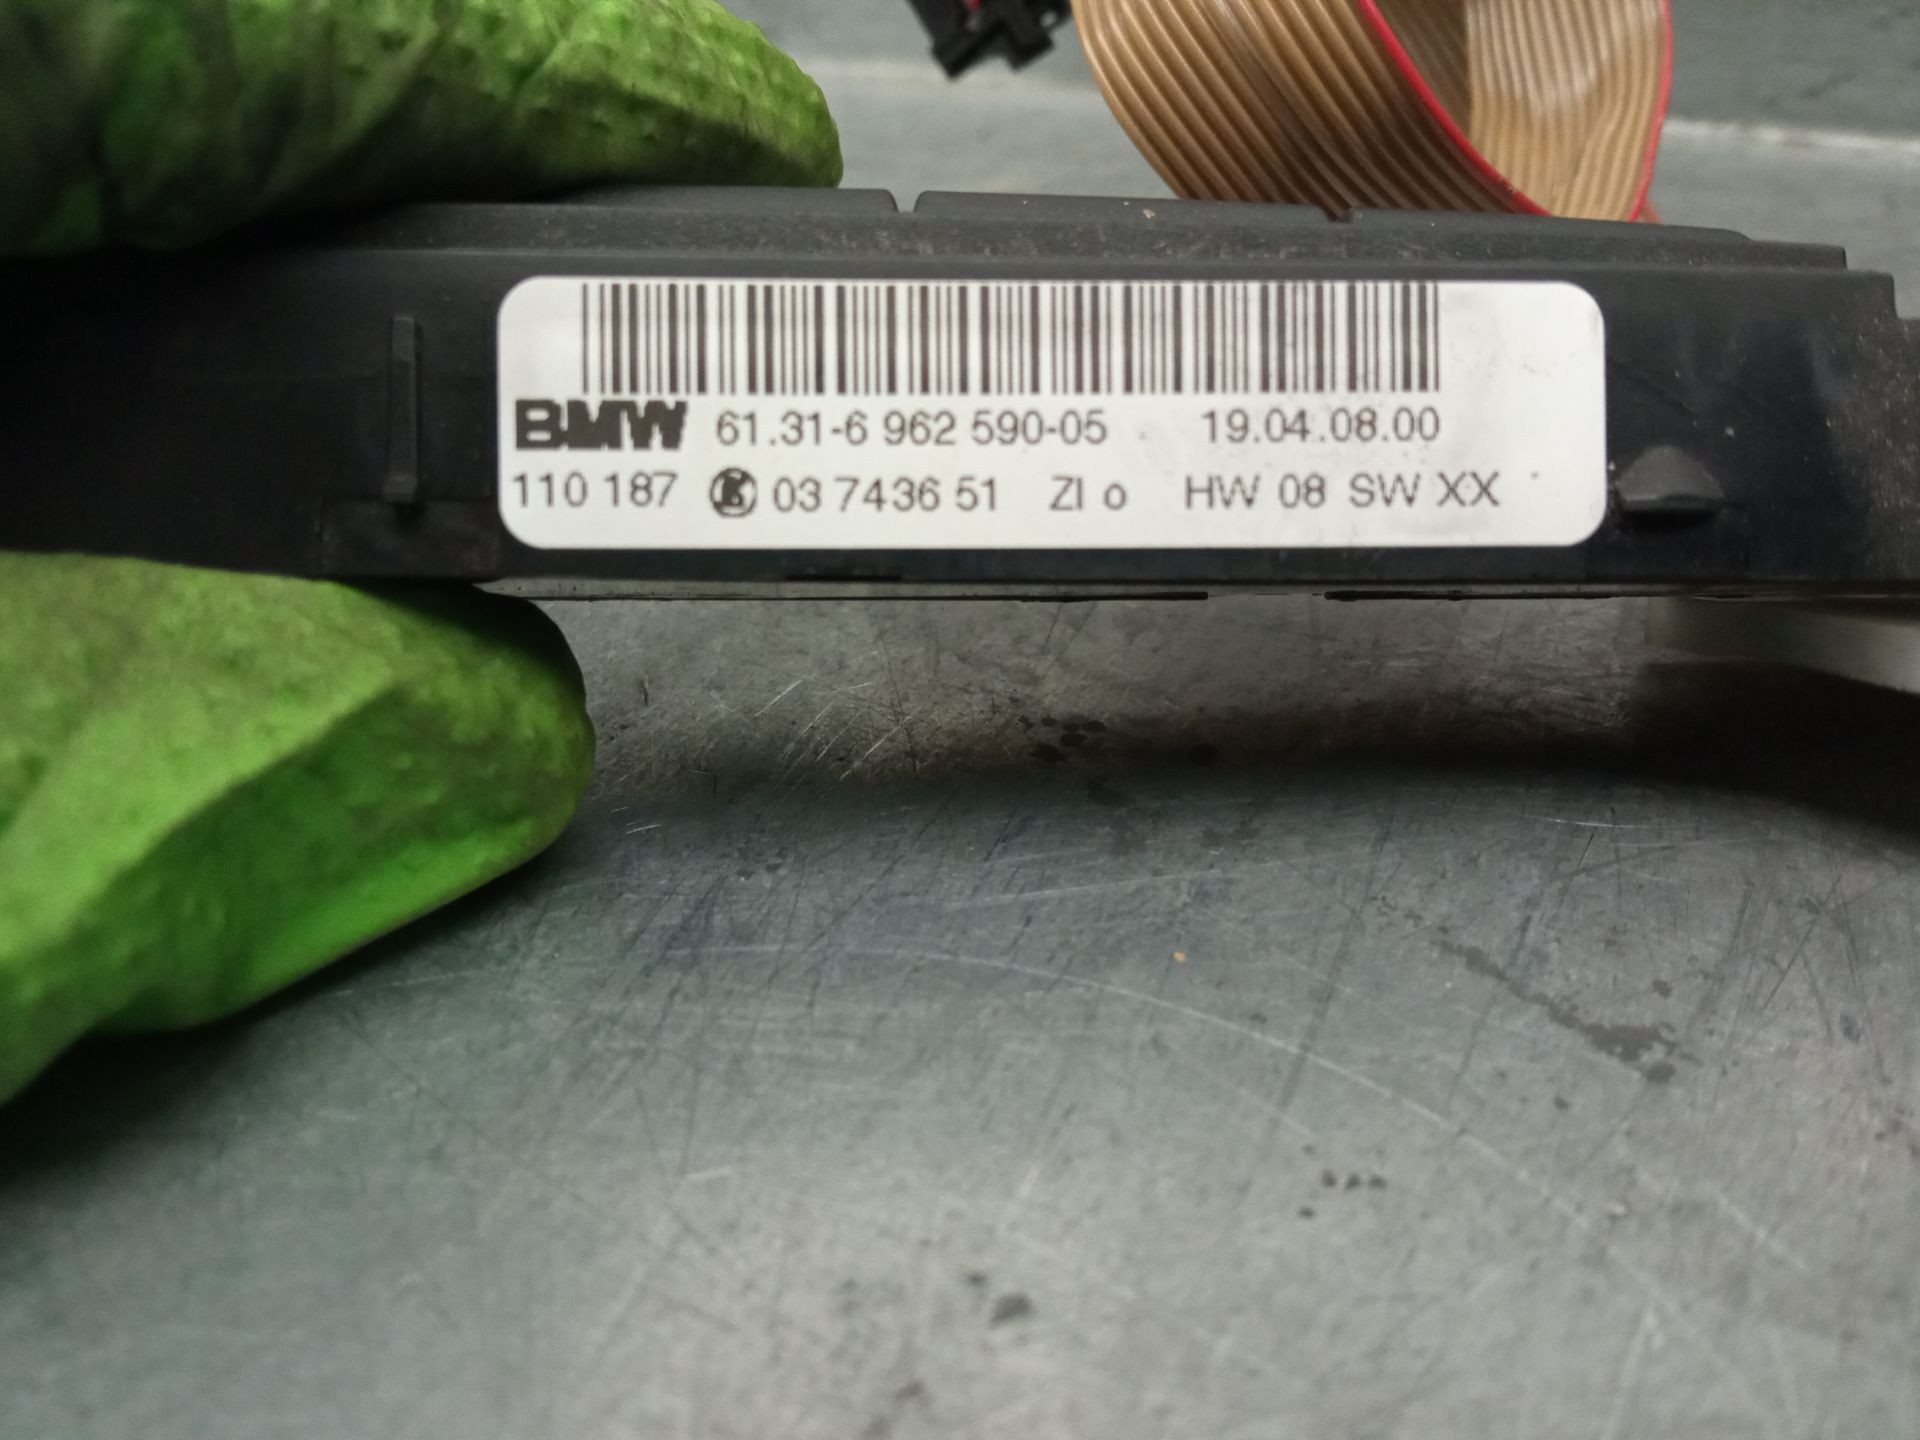 BMW 61.31-6 962 590-05 19.04.08.00
110 187 K 03 7436 51 ZI o HW 08 SW XX